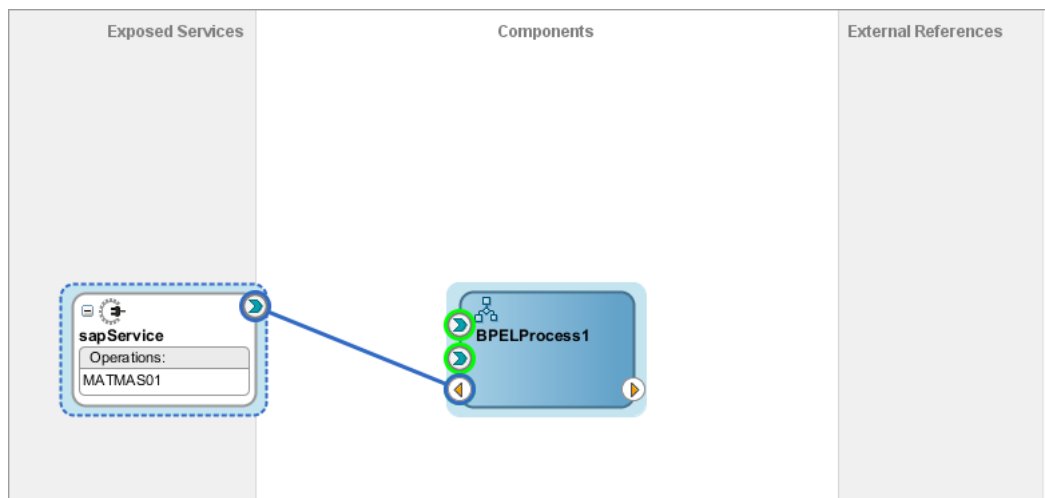 Exposed Services
Components
External References
sapService
Operations:
MATMAS01
BPELProcess1